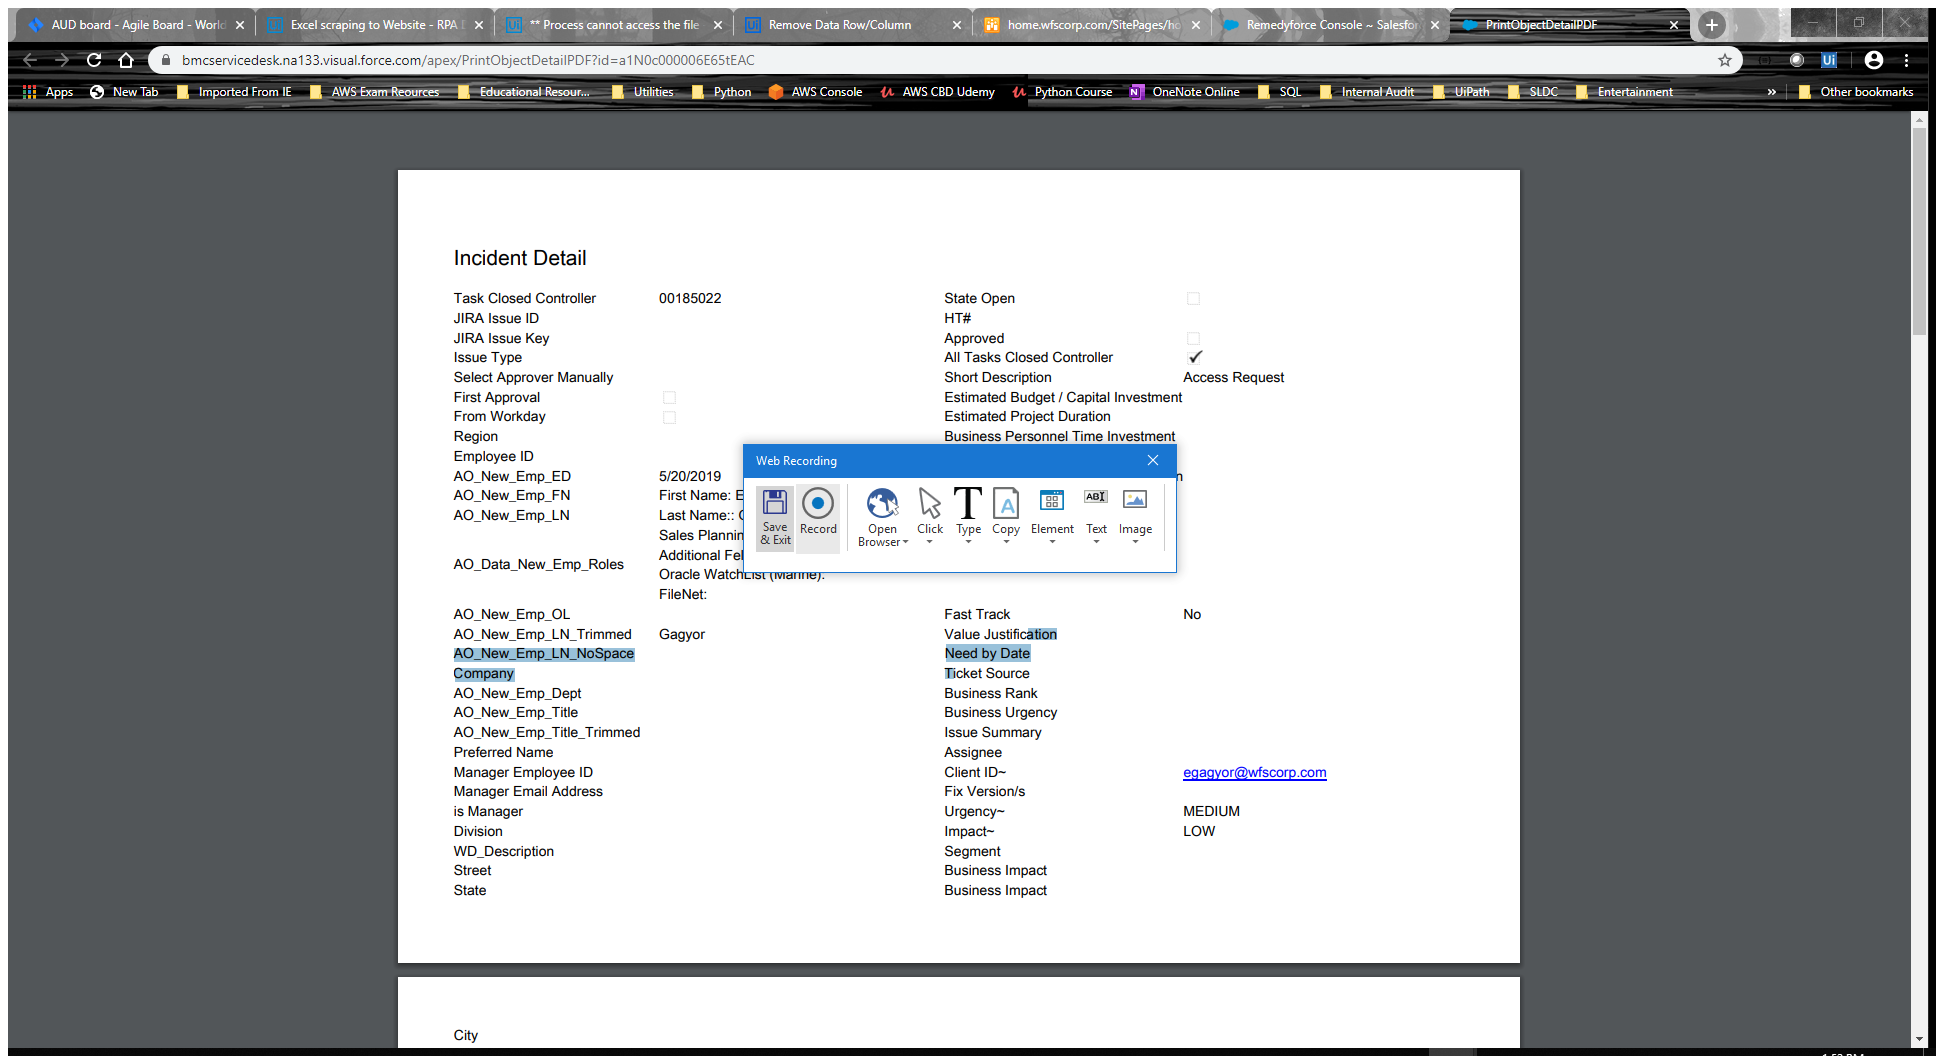 AUD board - Agile Board - World
Excel scraping to Website - RPA D
** Process cannot access the file
Remove Data Row/Column
home.wfscorp.com/SitePages/ho
Remedyforce Console ~ Salesfor
PrintObjectDetailPDF
bmcservicedesk.na133.visual.force.com/apex/PrintObjectDetailPDF?id=a1N0c000006E65tEAC
Apps New Tab Imported From IE AWS Exam Reources Educational Resour... Utilities Python AWS Console AWS CBD Udemy Python Course OneNote Online SQL Internal Audit UiPath SLDC Entertainment » Other bookmarks
Incident Detail
Task Closed Controller 00185022 State Open
JIRA Issue ID HT#
JIRA Issue Key Approved
Issue Type All Tasks Closed Controller
Select Approver Manually Short Description Access Request
First Approval Estimated Budget / Capital Investment
From Workday Estimated Project Duration
Region Business Personnel Time Investment
Employee ID
AO_New_Emp_ED 5/20/2019
AO_New_Emp_FN First Name: E
AO_New_Emp_LN Last Name::
Sales Plannin
AO_Data_New_Emp_Roles Additional Fel
Oracle WatchList (Marine):
FileNet:
Web Recording
Save & Exit
Record
Open Browser
Click
Type
Copy
Element
Text
Image
AO_New_Emp_OL Fast Track No
AO_New_Emp_LN_Trimmed Gagyor Value Justification
AO_New_Emp_LN_NoSpace Need by Date
Company Ticket Source
AO_New_Emp_Dept Business Rank
AO_New_Emp_Title Business Urgency
AO_New_Emp_Title_Trimmed Issue Summary
Preferred Name Assignee
Manager Employee ID Client ID~ egagyor@wfscorp.com
Manager Email Address Fix Version/s
is Manager Urgency~ MEDIUM
Division Impact~ LOW
WD_Description Segment
Street Business Impact
State Business Impact
City